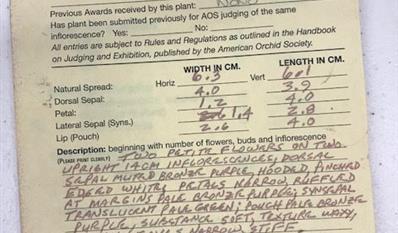 Previous Awards received by this plant: None
Has plant been submitted previously for AOS judging of the same
inflorescence? Yes: No:
All entries are subject to Rules and Regulations as outlined in the Handbook
on Judging and Exhibition, published by the American Orchid Society.
WIDTH IN CM. LENGTH IN CM.
Natural Spread: Horiz 6.3 Vert 6.1
Dorsal Sepal: 4.0 3.9
Petal: 1.2 4.0
Lateral Sepal (Syns.) 1.4 2.8
Lip (Pouch) 2.6 4.0
Description: beginning with number of flowers, buds and inflorescence
(PLEASE PRINT CLEARLY) TWO PETITE FLOWERS ON TWO
UPRIGHT 14CM INFLORESCENCES; DORSAL
SEPAL MUTED BRONZE PURPLE, HOODED, PINCHED
EDGED WHITE; PETALS NARROW RUFFLED
AT MARGINS PALE BRONZE PURPLE; SYNSEPAL
TRANSLUCENT PALE GREEN; POUCH PALE BRONZE
PURPLE; SUBSTANCE SOFT, TEXTURE WAXY,
NARROW STIFF.